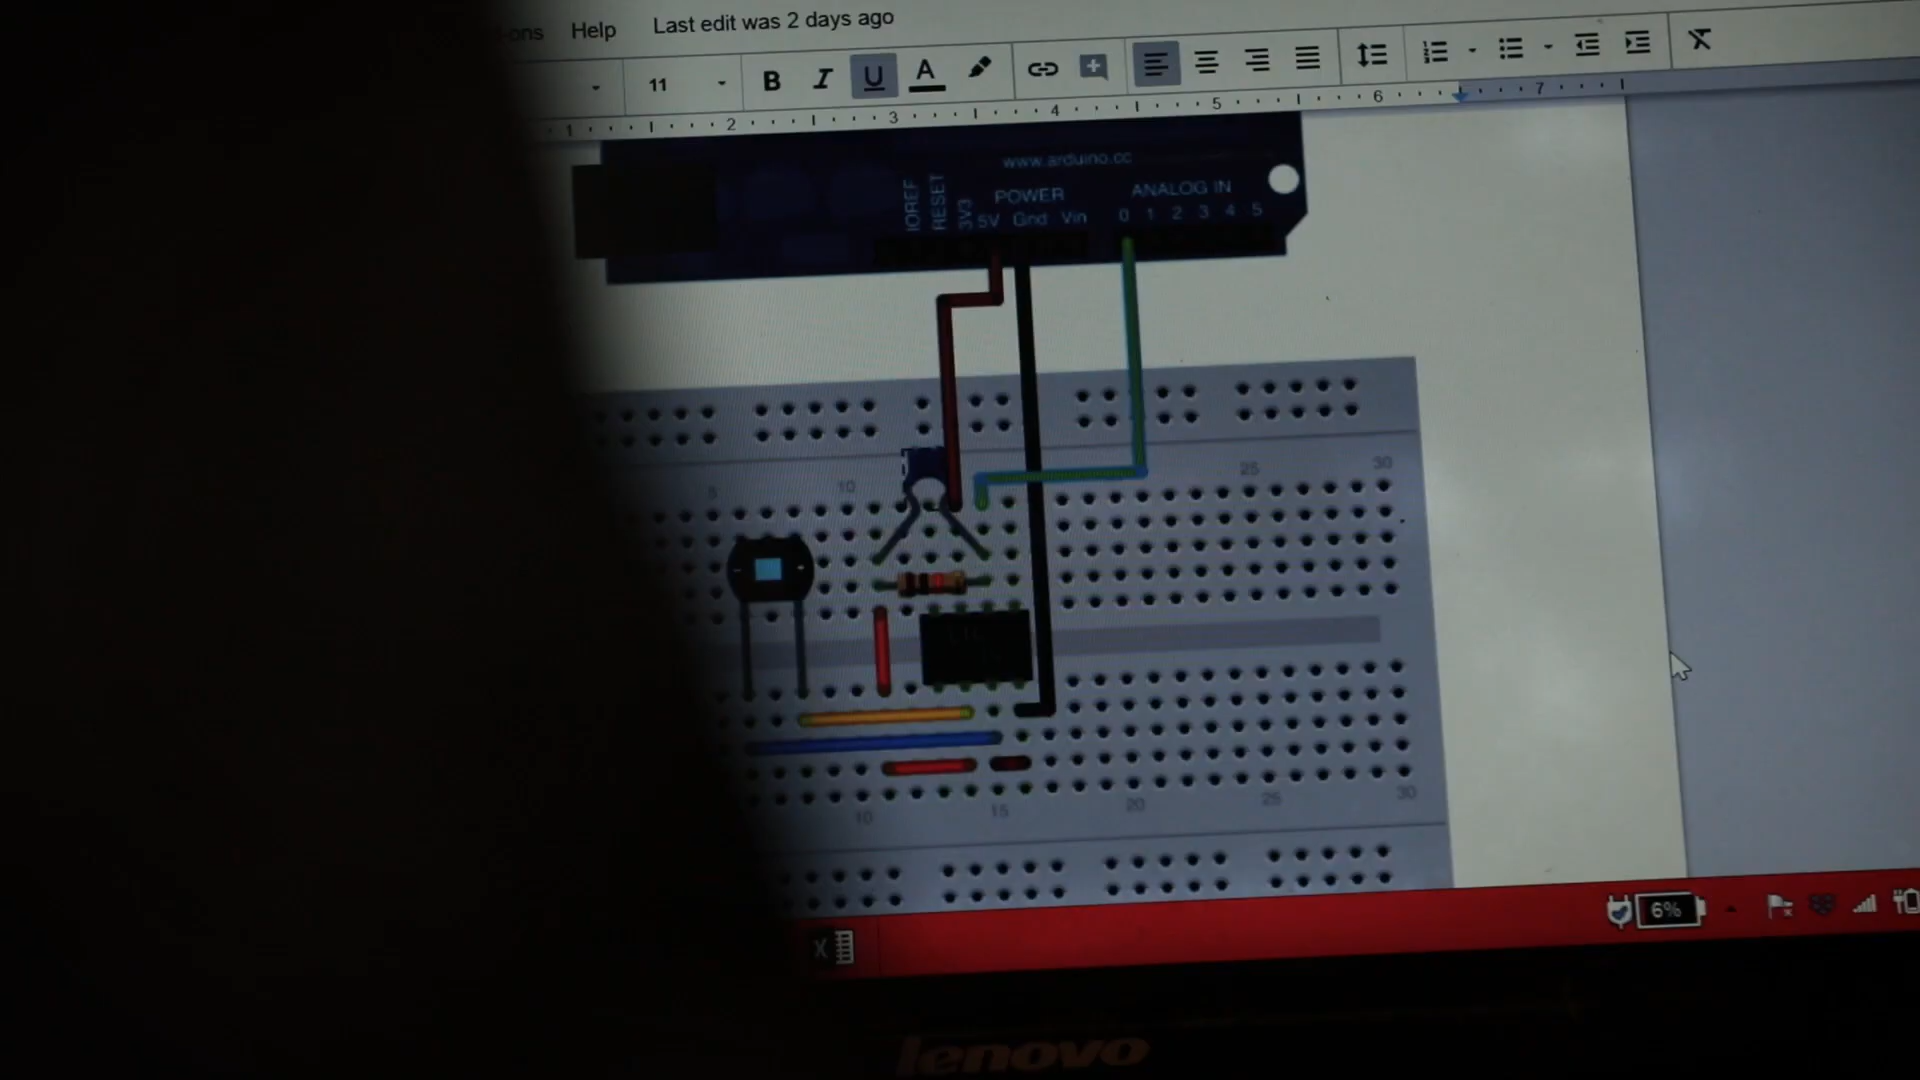 Help Last edit was 2 days ago
11 B I U A
1 2 3 4 5 6 7
www.arduino.cc
IOREF RESET 3V3 POWER ANALOG IN
5V Gnd Vin 0 1 2 3 4 5
25 30
5 10
10 15 20 25 30
6%
X
lenovo